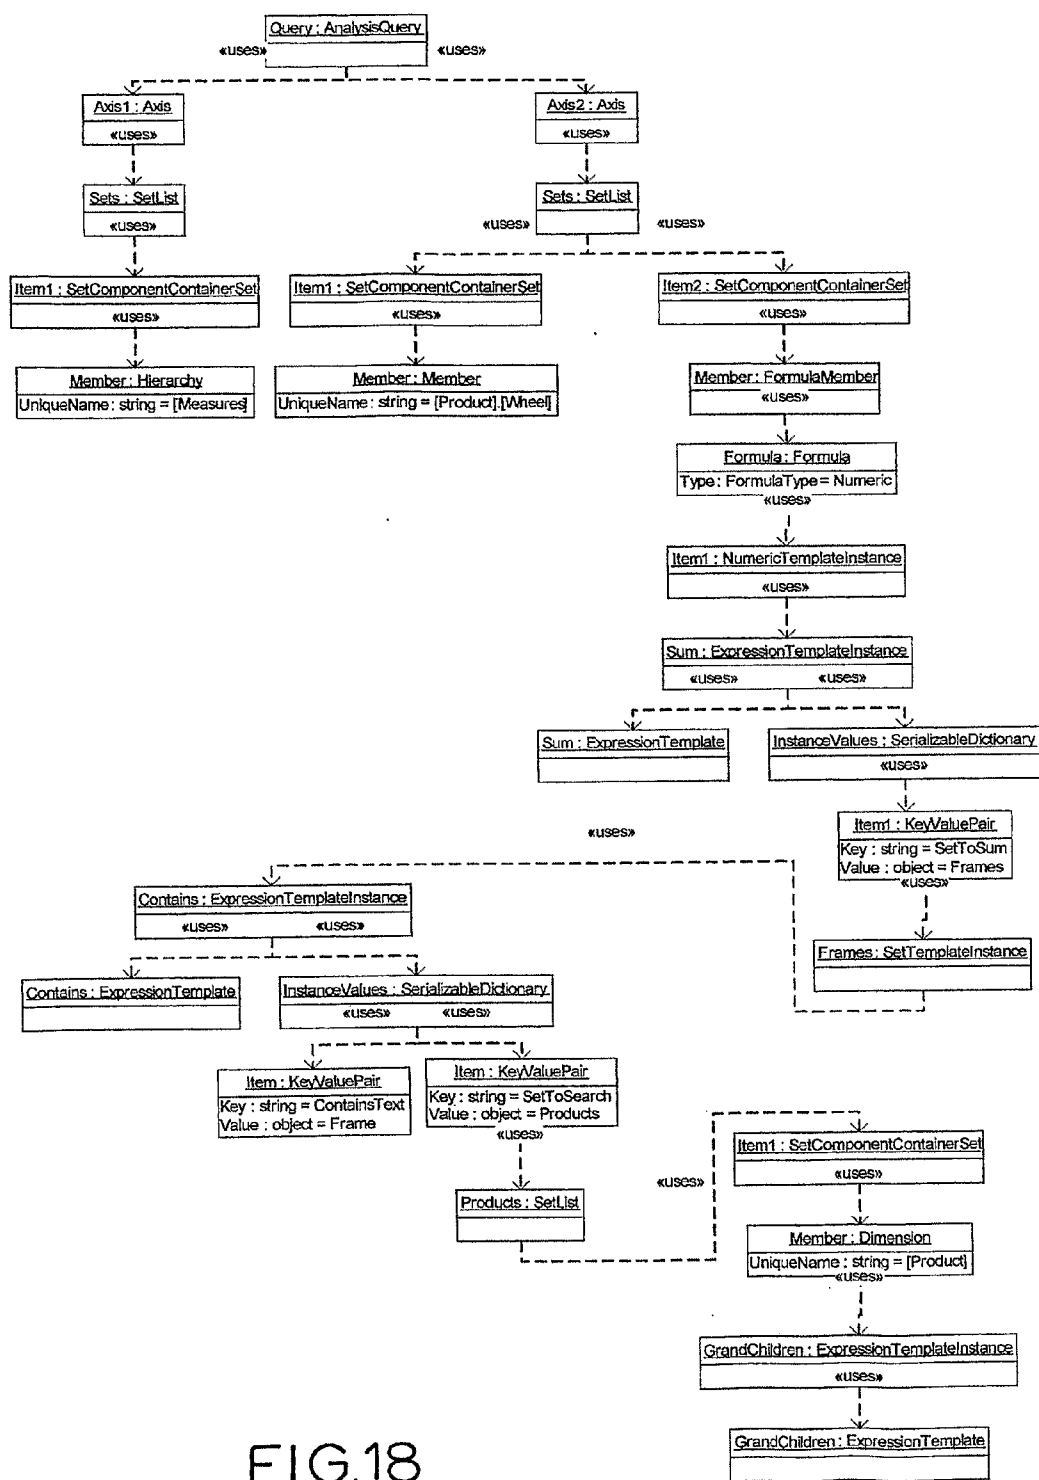 Query : AnalysisQuery
«uses»
«uses»
Axis1 : Axis
«uses»
Axis2 : Axis
«uses»
Sets : SetList
«uses»
Sets : SetList
«uses»
«uses»
Item1 : SetComponentContainerSet
«uses»
Item1 : SetComponentContainerSet
«uses»
Item2 : SetComponentContainerSet
«uses»
Member : Hierarchy
UniqueName : string = [Measures]
Member : Member
UniqueName : string = [Product].[Wheel]
Member : FormulaMember
«uses»
Formula : Formula
Type : FormulaType = Numeric
«uses»
Item1 : NumericTemplateInstance
«uses»
Sum : ExpressionTemplateInstance
«uses»
«uses»
Sum : ExpressionTemplate
InstanceValues : SerializableDictionary
«uses»
Item1 : KeyValuePair
Key : string = SetToSum
Value : object = Frames
«uses»
«uses»
Contains : ExpressionTemplateInstance
«uses»
«uses»
Frames : SetTemplateInstance
Contains : ExpressionTemplate
InstanceValues : SerializableDictionary
«uses»
«uses»
Item : KeyValuePair
Key : string = ContainsText
Value : object = Frame
Item : KeyValuePair
Key : string = SetToSearch
Value : object = Products
«uses»
Products : SetList
«uses»
Item1 : SetComponentContainerSet
«uses»
Member : Dimension
UniqueName : string = [Product]
«uses»
GrandChildren : ExpressionTemplateInstance
«uses»
GrandChildren : ExpressionTemplate
FIG.18